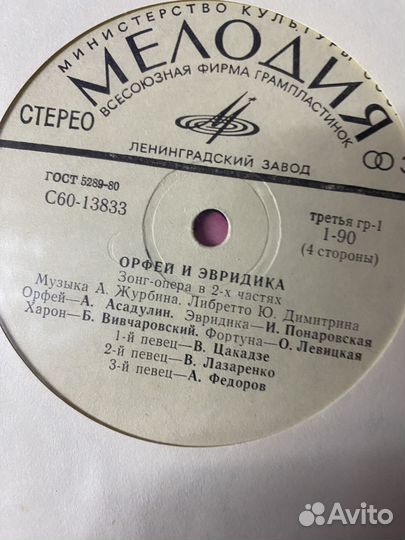 МИНИСТЕРСТВО КУЛЬТУРЫ
МЕЛОДИЯ
ВСЕСОЮЗНАЯ ФИРМА ГРАМПЛАСТИНОК
СТЕРЕО
ЛЕНИНГРАДСКИЙ ЗАВОД
ГОСТ 5289-80
С60-13833
третья гр-1
1-90
(4 стороны)
ОРФЕЙ И ЭВРИДИКА
Зонг-опера в 2-х частях
Музыка А. Журбина. Либретто Ю. Димитрина
Орфей—А. Асадулин. Эвридика—И. Понаровская
Харон—Б. Вивчаровский. Фортуна—О. Левицкая
1-й певец—В. Цакадзе
2-й певец—В. Лазаренко
3-й певец—А. Федоров
Avito